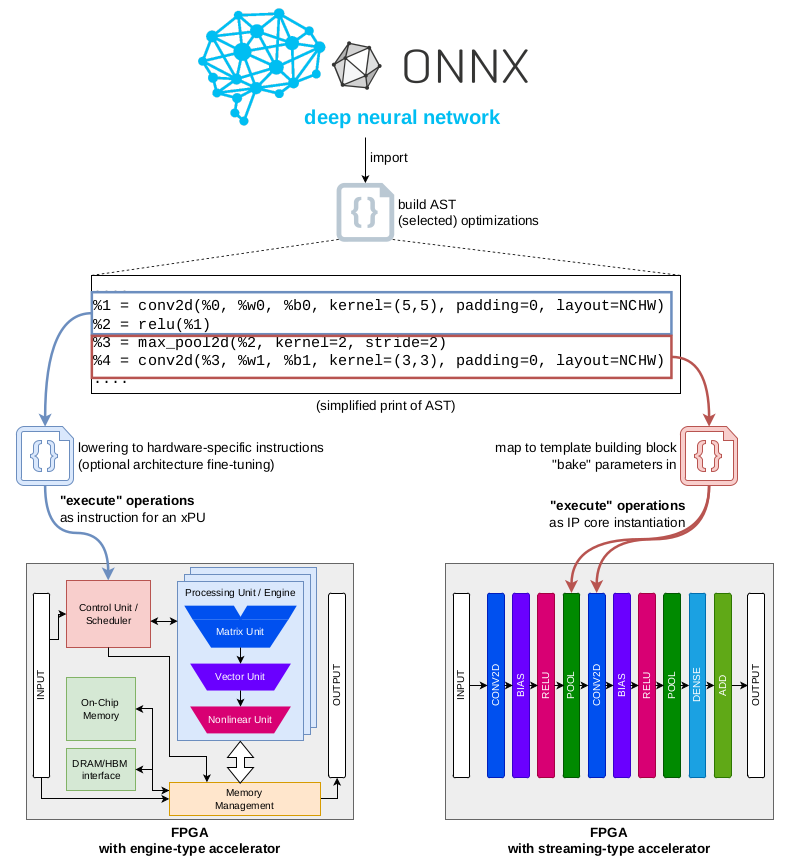 ONNX
deep neural network
import
{ }
build AST
(selected) optimizations
....
%1 = conv2d(%0, %w0, %b0, kernel=(5,5), padding=0, layout=NCHW)
%2 = relu(%1)
%3 = max_pool2d(%2, kernel=2, stride=2)
%4 = conv2d(%3, %w1, %b1, kernel=(3,3), padding=0, layout=NCHW)
....
(simplified print of AST)
{ }
lowering to hardware-specific instructions
(optional architecture fine-tuning)
"execute" operations
as instruction for an xPU
map to template building block
"bake" parameters in
{ }
"execute" operations
as IP core instantiation
INPUT
Control Unit /
Scheduler
Processing Unit / Engine
Matrix Unit
Vector Unit
Nonlinear Unit
On-Chip
Memory
DRAM/HBM
interface
Memory
Management
OUTPUT
FPGA
with engine-type accelerator
INPUT
CONV2D
BIAS
RELU
POOL
CONV2D
BIAS
RELU
POOL
DENSE
ADD
OUTPUT
FPGA
with streaming-type accelerator